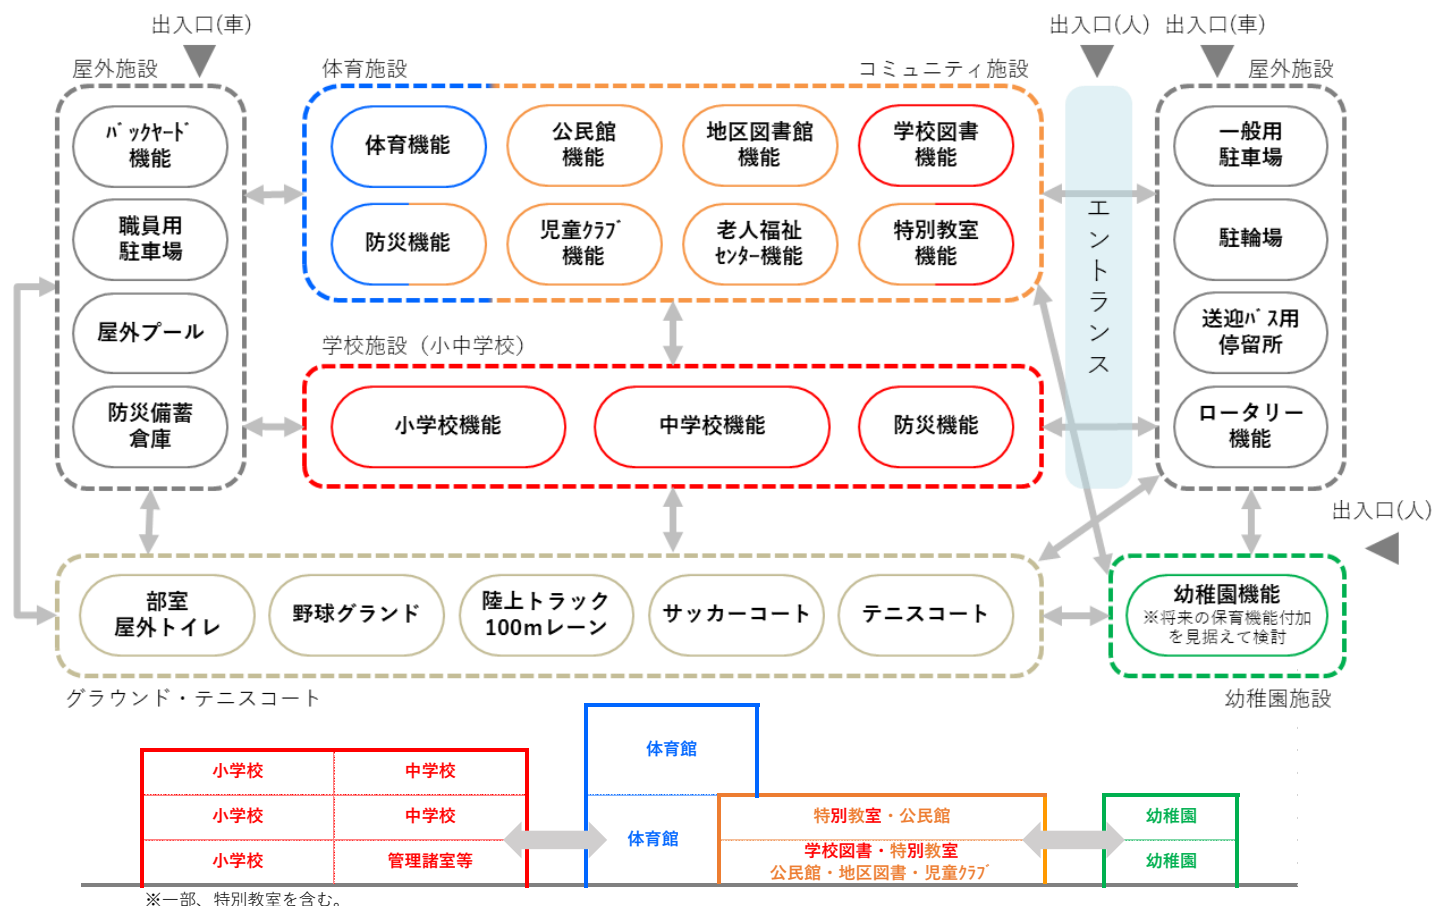 出入口(車)
出入口(人)
出入口(車)
屋外施設
体育施設
コミュニティ施設
屋外施設
ﾊﾞｯｸﾔｰﾄﾞ
機能
職員用
駐車場
屋外プール
防災備蓄
倉庫
体育機能
公民館
機能
地区図書館
機能
学校図書
機能
防災機能
児童ｸﾗﾌﾞ
機能
老人福祉
ｾﾝﾀｰ機能
特別教室
機能
エントランス
一般用
駐車場
駐輪場
送迎ﾊﾞｽ用
停留所
ロータリー
機能
学校施設（小中学校）
小学校機能
中学校機能
防災機能
出入口(人)
部室
屋外トイレ
野球グランド
陸上トラック
100mレーン
サッカーコート
テニスコート
幼稚園機能
※将来の保育機能付加
を見据えて検討
グラウンド・テニスコート
幼稚園施設
小学校
中学校
小学校
中学校
小学校
管理諸室等
体育館
体育館
特別教室・公民館
学校図書・特別教室
公民館・地区図書・児童ｸﾗﾌﾞ
幼稚園
幼稚園
※一部、特別教室を含む。